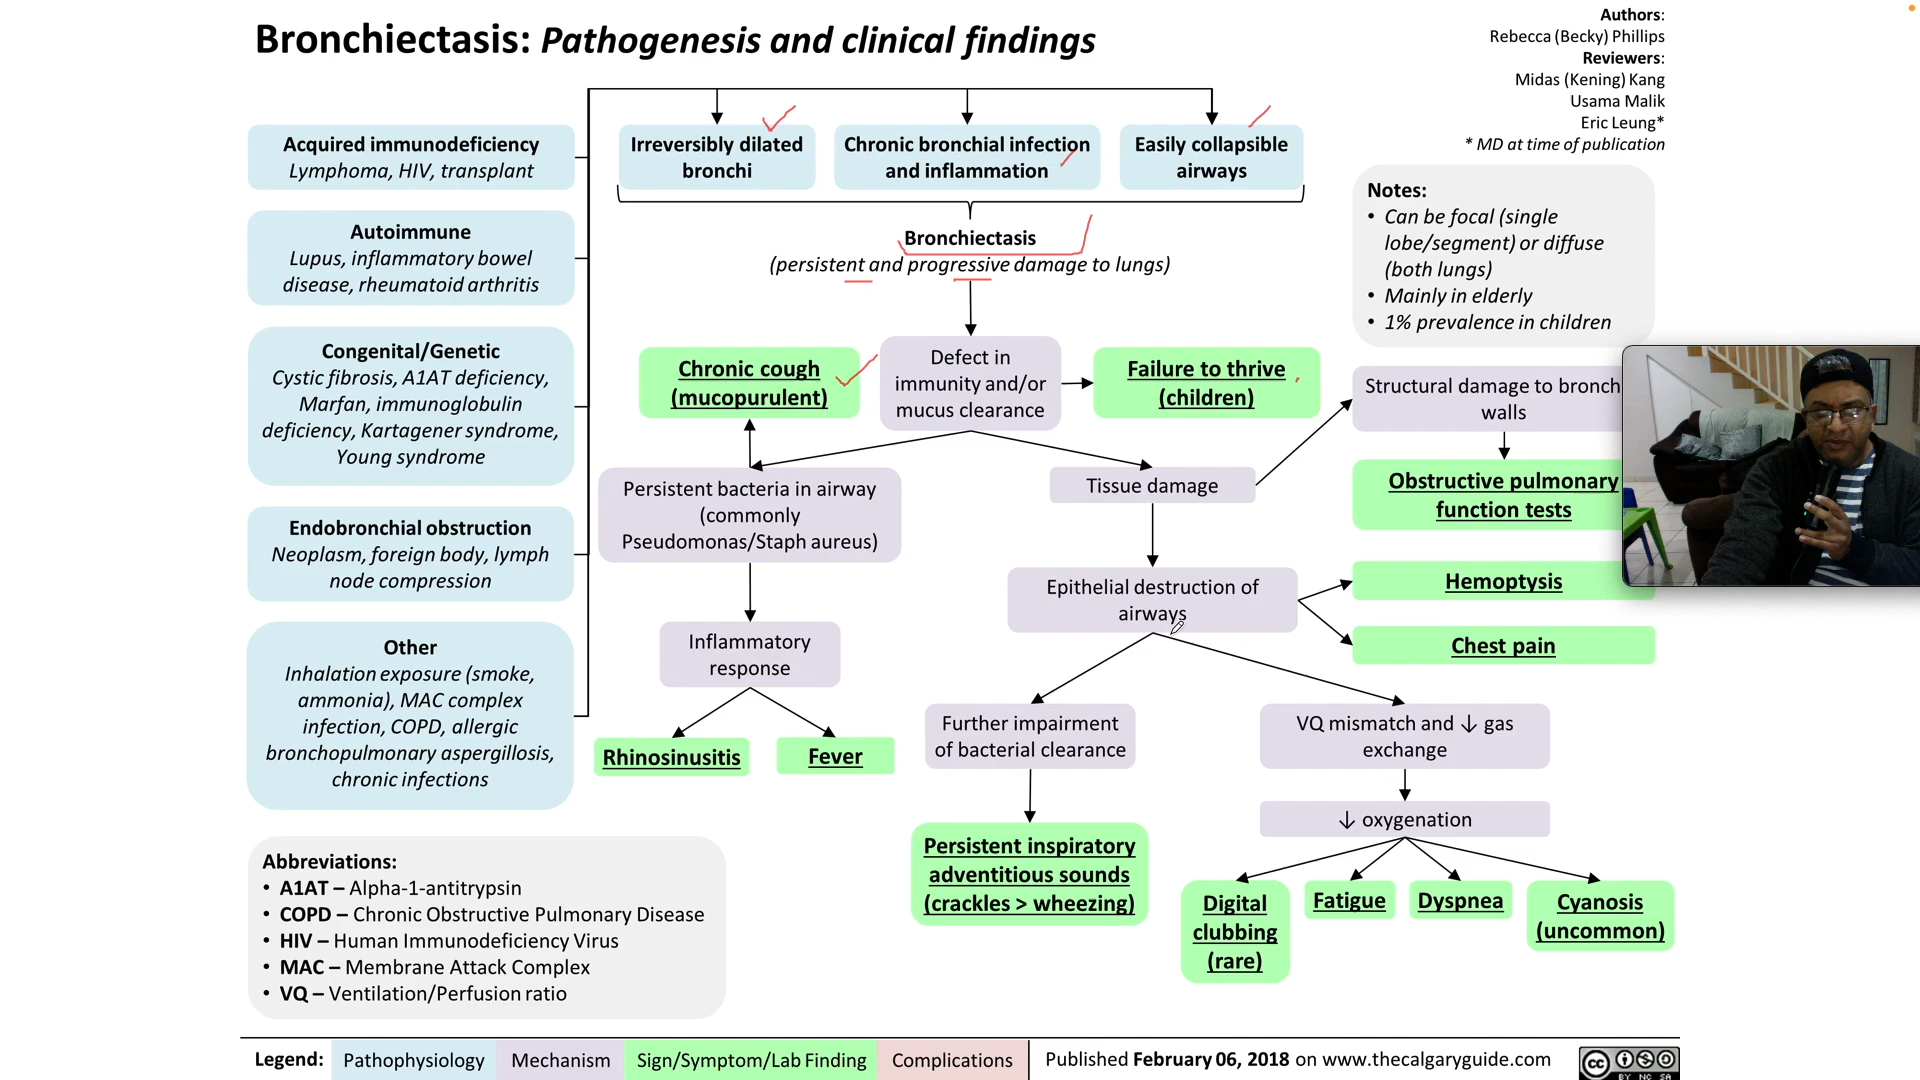 Bronchiectasis: Pathogenesis and clinical findings
Authors:
Rebecca (Becky) Phillips
Reviewers:
Midas (Kening) Kang
Usama Malik
Eric Leung*
* MD at time of publication
Acquired immunodeficiency
Lymphoma, HIV, transplant
Autoimmune
Lupus, inflammatory bowel
disease, rheumatoid arthritis
Congenital/Genetic
Cystic fibrosis, A1AT deficiency,
Marfan, immunoglobulin
deficiency, Kartagener syndrome,
Young syndrome
Endobronchial obstruction
Neoplasm, foreign body, lymph
node compression
Other
Inhalation exposure (smoke,
ammonia), MAC complex
infection, COPD, allergic
bronchopulmonary aspergillosis,
chronic infections
Irreversibly dilated
bronchi
Chronic bronchial infection
and inflammation
Easily collapsible
airways
Bronchiectasis
(persistent and progressive damage to lungs)
Notes:
• Can be focal (single
lobe/segment) or diffuse
(both lungs)
• Mainly in elderly
• 1% prevalence in children
Chronic cough
(mucopurulent)
Defect in
immunity and/or
mucus clearance
Failure to thrive
(children)
Structural damage to bronch
walls
Obstructive pulmonary
function tests
Persistent bacteria in airway
(commonly
Pseudomonas/Staph aureus)
Tissue damage
Epithelial destruction of
airways
Hemoptysis
Chest pain
Inflammatory
response
Rhinosinusitis
Fever
Further impairment
of bacterial clearance
VQ mismatch and ↓ gas
exchange
↓ oxygenation
Persistent inspiratory
adventitious sounds
(crackles > wheezing)
Digital
clubbing
(rare)
Fatigue
Dyspnea
Cyanosis
(uncommon)
Abbreviations:
• A1AT – Alpha-1-antitrypsin
• COPD – Chronic Obstructive Pulmonary Disease
• HIV – Human Immunodeficiency Virus
• MAC – Membrane Attack Complex
• VQ – Ventilation/Perfusion ratio
Legend: Pathophysiology Mechanism Sign/Symptom/Lab Finding Complications Published February 06, 2018 on www.thecalgaryguide.com
CC BY NC SA